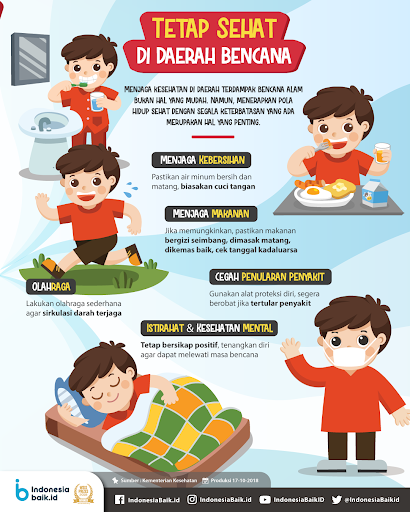 TETAP SEHAT
DI DAERAH BENCANA
MENJAGA KESEHATAN DI DAERAH TERDAMPAK BENCANA ALAM
BUKAN HAL YANG MUDAH. NAMUN, MENERAPKAN POLA
HIDUP SEHAT DENGAN SEGALA KETERBATASAN YANG ADA
MERUPAKAN HAL YANG PENTING.
MENJAGA KEBERSIHAN
Pastikan air minum bersih dan
matang, biasakan cuci tangan
MENJAGA MAKANAN
Jika memungkinkan, pastikan makanan
bergizi seimbang, dimasak matang,
dikemas baik, cek tanggal kadaluarsa
OLAHRAGA
Lakukan olahraga sederhana
agar sirkulasi darah terjaga
CEGAH PENULARAN PENYAKIT
Gunakan alat proteksi diri, segera
berobat jika tertular penyakit
ISTIRAHAT & KESEHATAN MENTAL
Tetap bersikap positif, tenangkan diri
agar dapat melewati masa bencana
Indonesia
baik.id
Sumber : Kementerian Kesehatan
Produksi 17-10-2018
IndonesiaBaik.id
IndonesiaBaik.id
IndonesiaBaikID
@IndonesiaBaikid